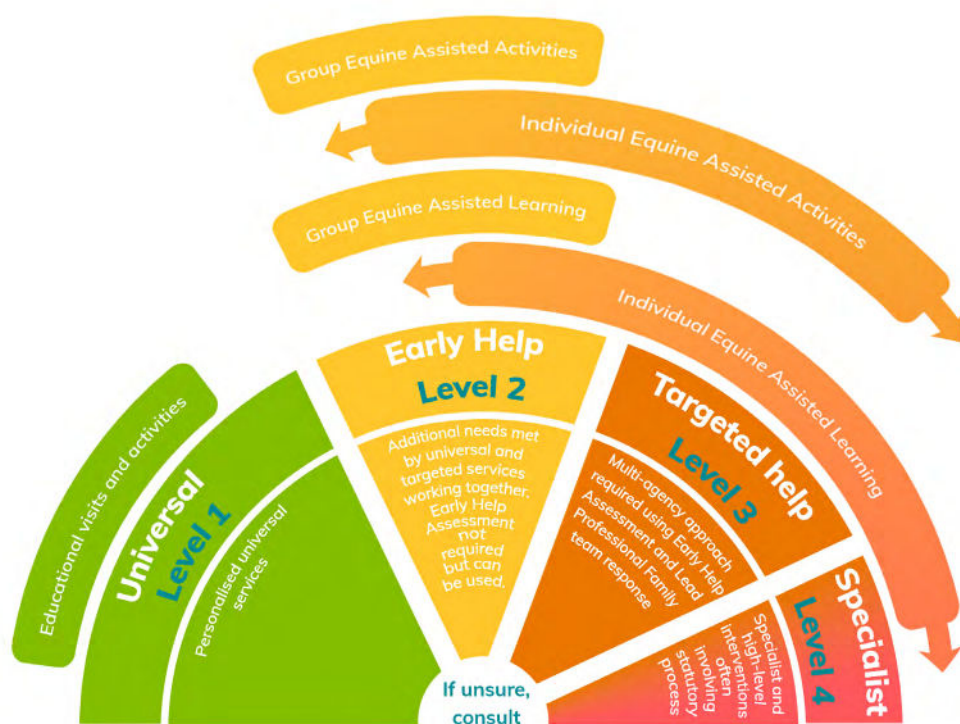 Group Equine Assisted Activities
Individual Equine Assisted Activities
Group Equine Assisted Learning
Individual Equine Assisted Learning
Educational visits and activities
Universal
Level 1
Personalised universal
services
Early Help
Level 2
Additional needs met
by universal and
targeted services
working together.
Early Help
Assessment
not
required
but can
be used.
Targeted help
Level 3
Multi-agency approach
required using Early Help
Assessment and Lead
Professional Family
team response
Specialist
Level 4
Specialist and
high-level
interventions
often
involving
statutory
process
If unsure,
consult